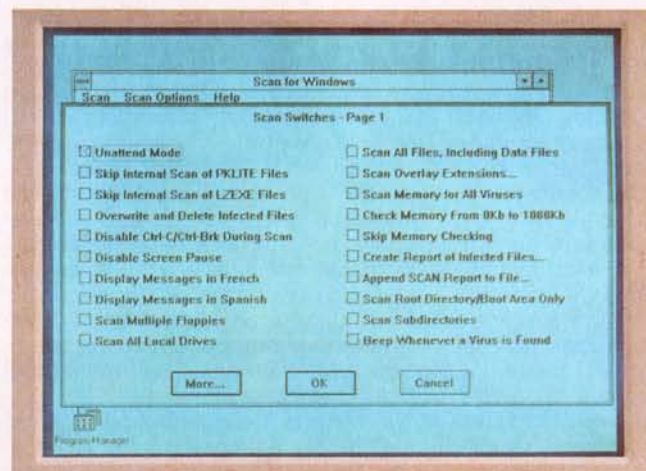 Scan for Windows
Scan Scan Options Help
Scan Switches - Page 1
Unattend Mode
Skip Internal Scan of PKLITE Files
Skip Internal Scan of LZEXE Files
Overwrite and Delete Infected Files
Disable Ctrl-C/Ctrl-Brk During Scan
Disable Screen Pause
Display Messages in French
Display Messages in Spanish
Scan Multiple Floppies
Scan All Local Drives
Scan All Files, Including Data Files
Scan Overlay Extensions...
Scan Memory for All Viruses
Check Memory From 0Kb to 1088Kb
Skip Memory Checking
Create Report of Infected Files...
Append SCAN Report to File...
Scan Root Directory/Boot Area Only
Scan Subdirectories
Beep Whenever a Virus is Found
More... OK Cancel
Program Manager